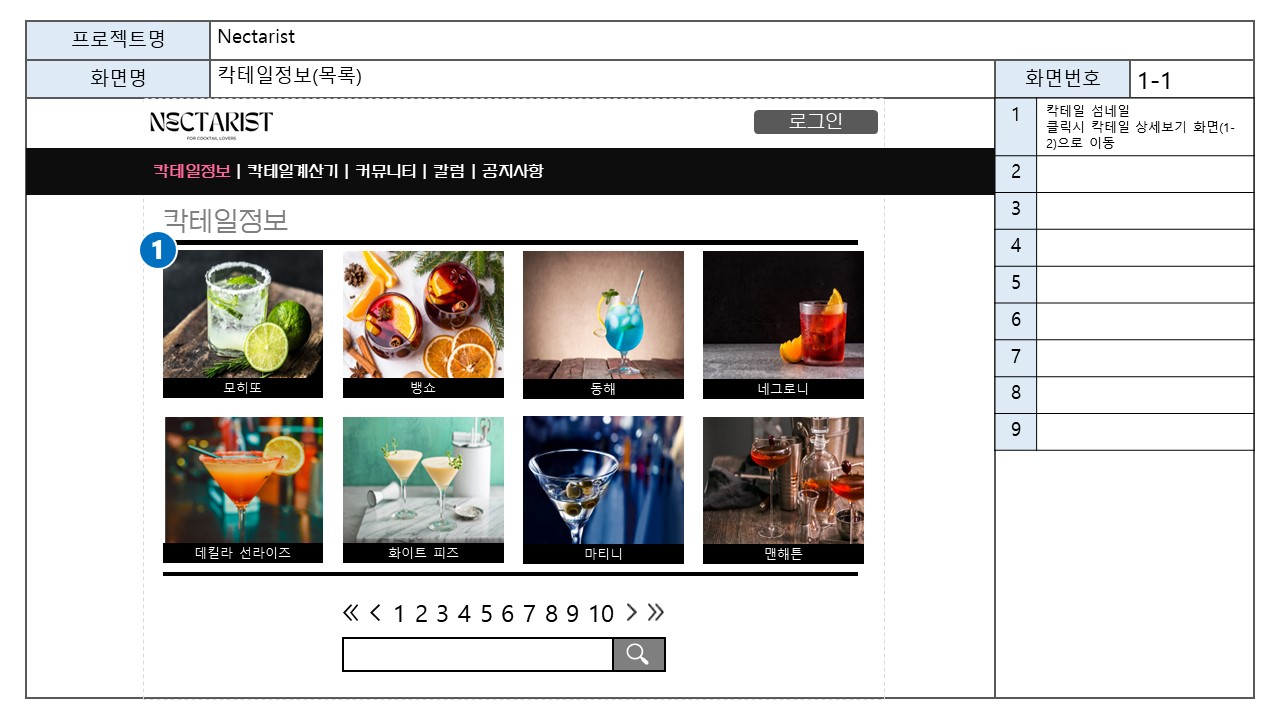 프로젝트명
Nectarist
화면명
칵테일정보(목록)
화면번호
1-1
NECTARIST
FOR COCKTAIL LOVERS
로그인
칵테일정보 | 칵테일계산기 | 커뮤니티 | 칼럼 | 공지사항
칵테일정보
1
모히또
뱅쇼
동해
네그로니
데킬라 선라이즈
화이트 피즈
마티니
맨해튼
« < 1 2 3 4 5 6 7 8 9 10 > »
1
칵테일 섬네일
클릭시 칵테일 상세보기 화면(1-
2)으로 이동
2
3
4
5
6
7
8
9